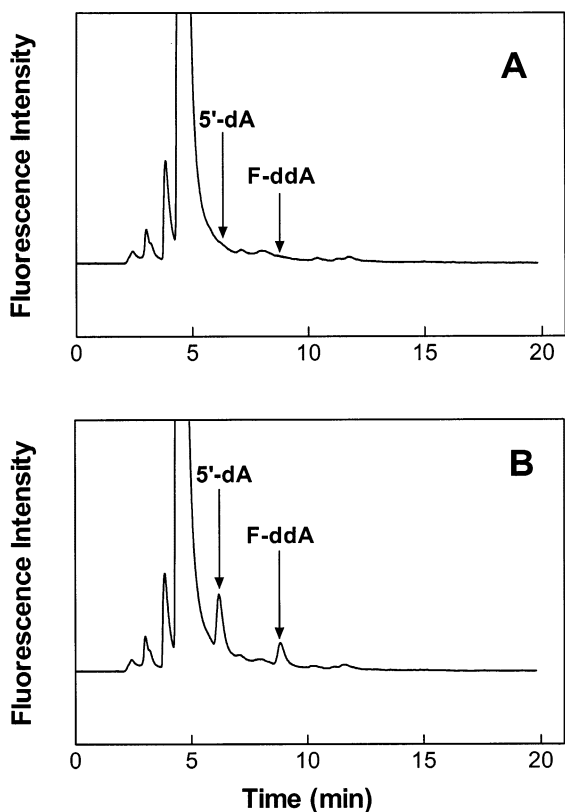 A
5'-dA
F-ddA
Fluorescence Intensity
0 5 10 15 20
B
5'-dA
F-ddA
Fluorescence Intensity
0 5 10 15 20
Time (min)